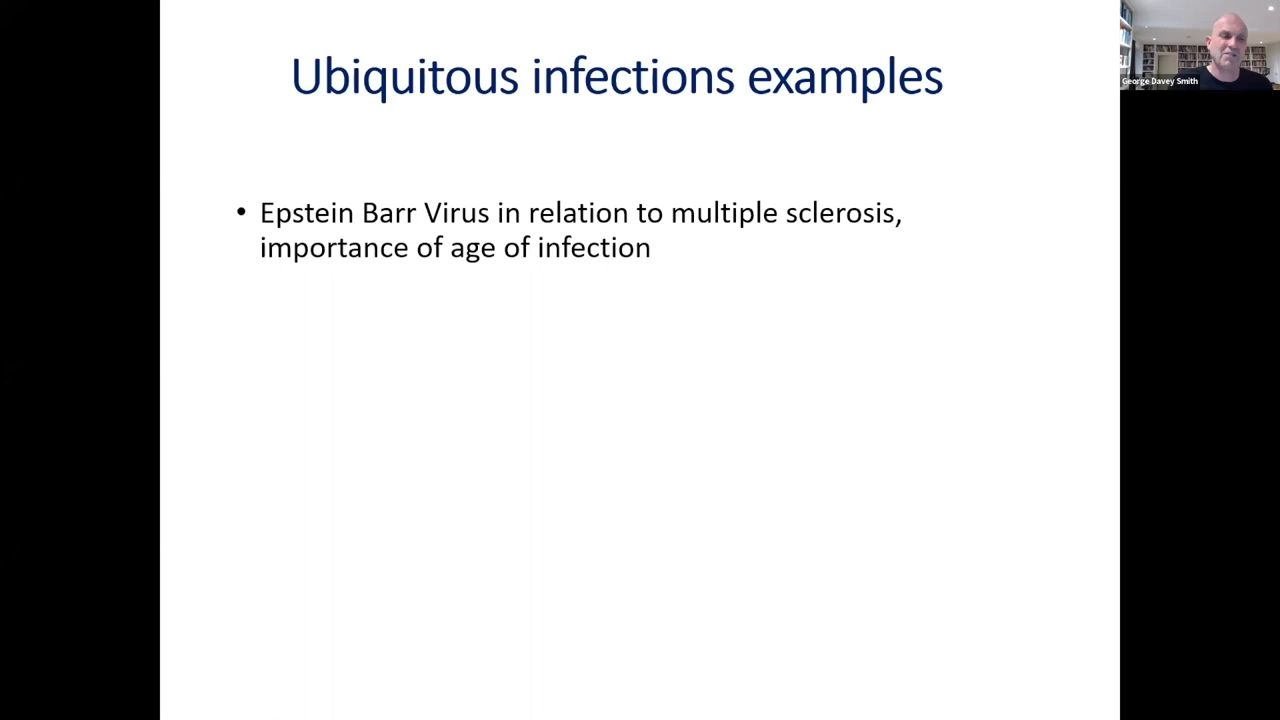 Ubiquitous infections examples
George Davey Smith
• Epstein Barr Virus in relation to multiple sclerosis,
importance of age of infection